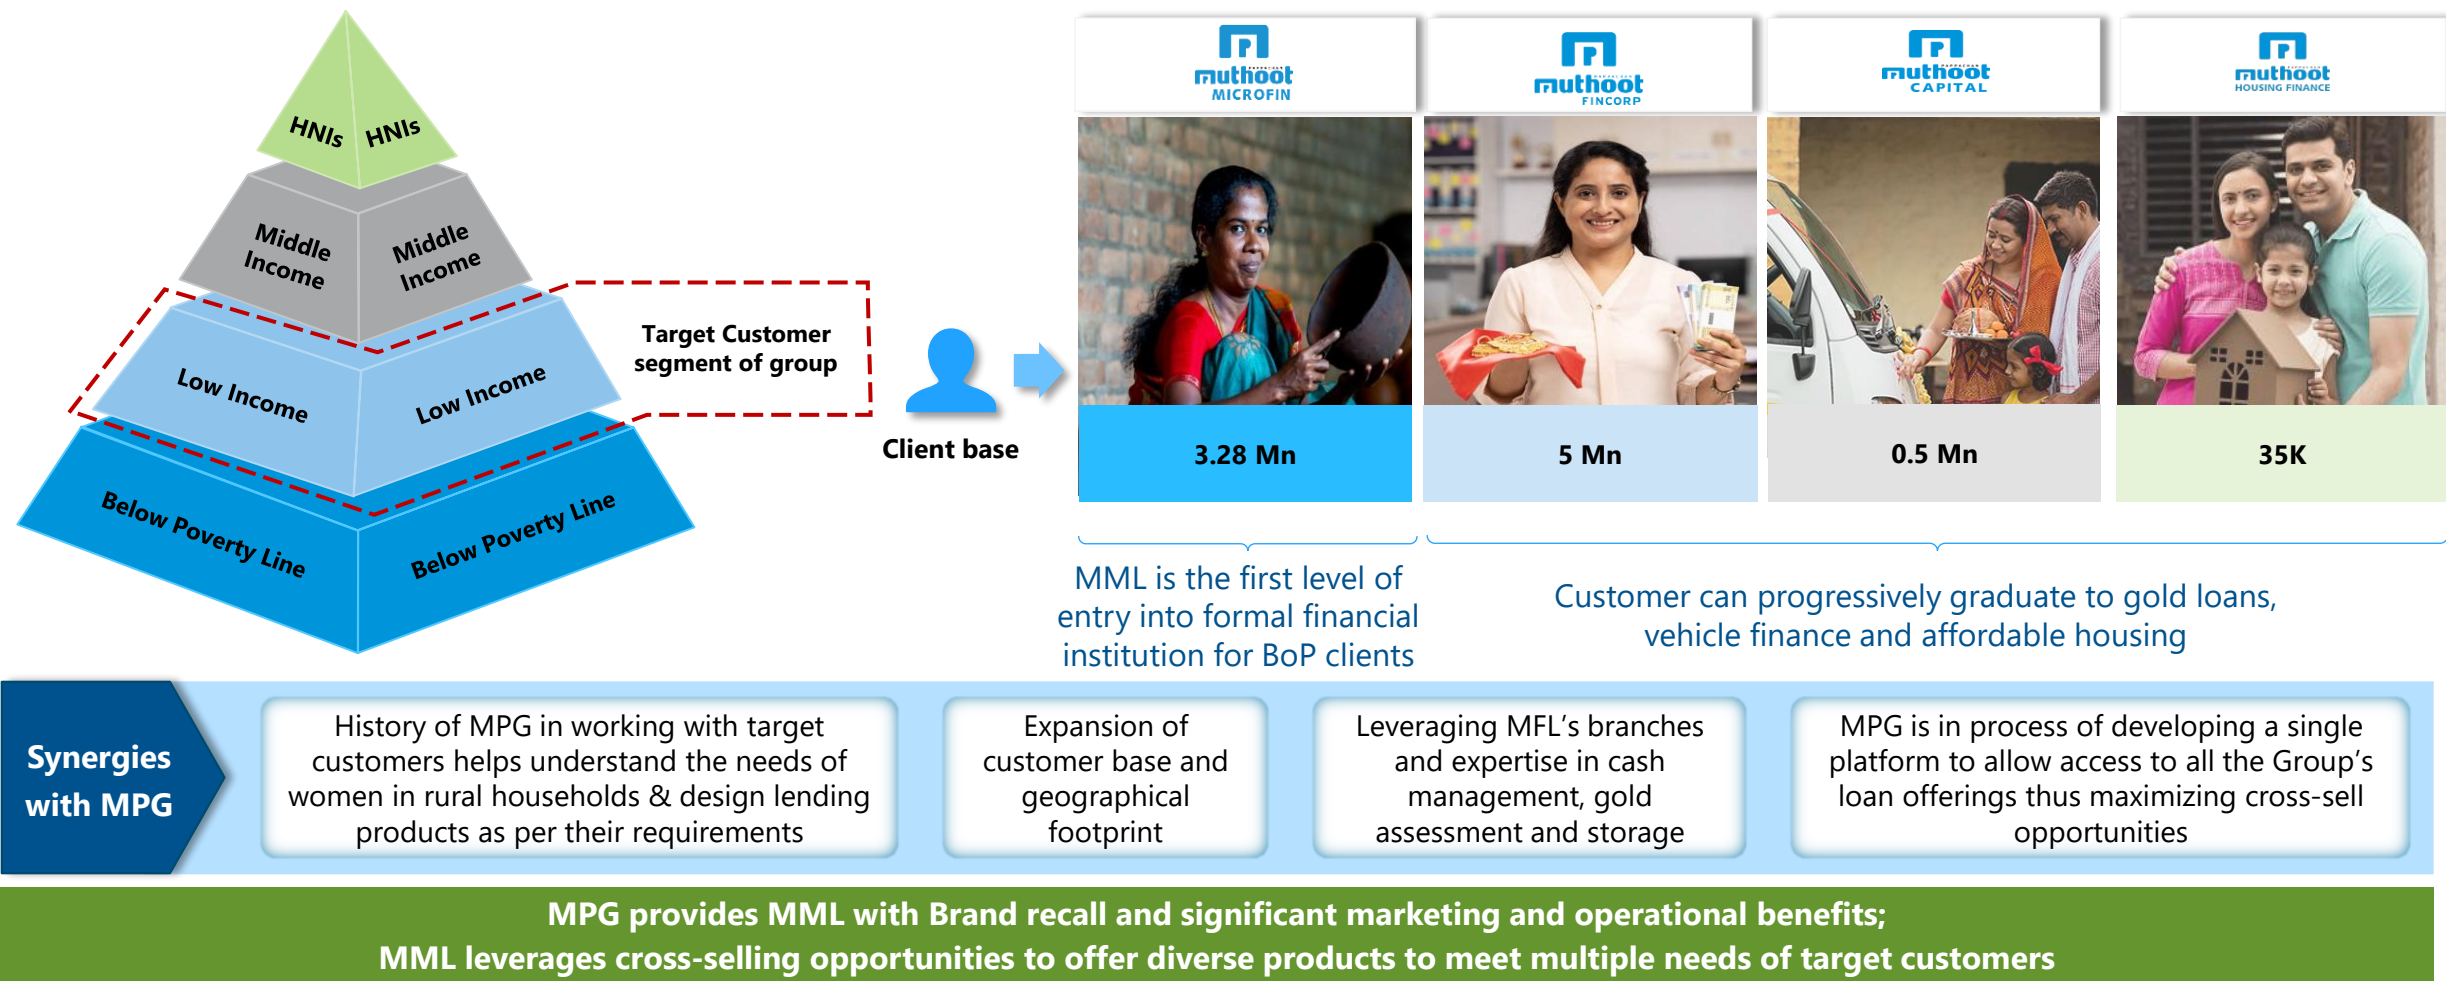 HNIs
HNIs
Middle
Income
Middle
Income
Low Income
Low Income
Below Poverty Line
Below Poverty Line
Target Customer
segment of group
Client base
muthoot
MICROFIN
muthoot
FINCORP
muthoot
CAPITAL
muthoot
HOUSING FINANCE
3.28 Mn
5 Mn
0.5 Mn
35K
MML is the first level of
entry into formal financial
institution for BoP clients
Customer can progressively graduate to gold loans,
vehicle finance and affordable housing
Synergies
with MPG
History of MPG in working with target
customers helps understand the needs of
women in rural households & design lending
products as per their requirements
Expansion of
customer base and
geographical
footprint
Leveraging MFL's branches
and expertise in cash
management, gold
assessment and storage
MPG is in process of developing a single
platform to allow access to all the Group's
loan offerings thus maximizing cross-sell
opportunities
MPG provides MML with Brand recall and significant marketing and operational benefits;
MML leverages cross-selling opportunities to offer diverse products to meet multiple needs of target customers